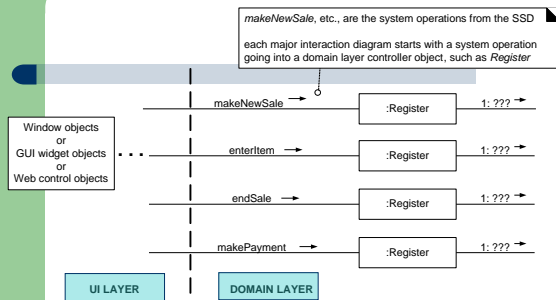 makeNewSale, etc., are the system operations from the SSD
each major interaction diagram starts with a system operation
going into a domain layer controller object, such as Register
makeNewSale
:Register
1: ???
Window objects
or
GUI widget objects
or
Web control objects
. . .
enterItem
:Register
1: ???
endSale
:Register
1: ???
makePayment
:Register
1: ???
UI LAYER
DOMAIN LAYER